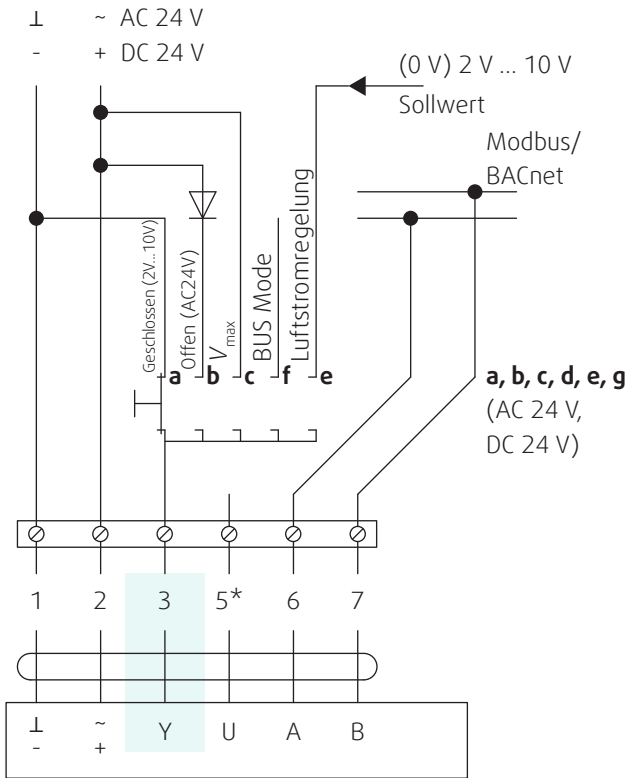 ⊥ ~ AC 24 V
- + DC 24 V
(0 V) 2 V ... 10 V
Sollwert
Modbus/
BACnet
Geschlossen (2V...10V)
Offen (AC24V)
Vmax
BUS Mode
Luftstromregelung
a b c f e
a, b, c, d, e, g
(AC 24 V,
DC 24 V)
1 2 3 5* 6 7
⊥ ~ Y U A B
- +